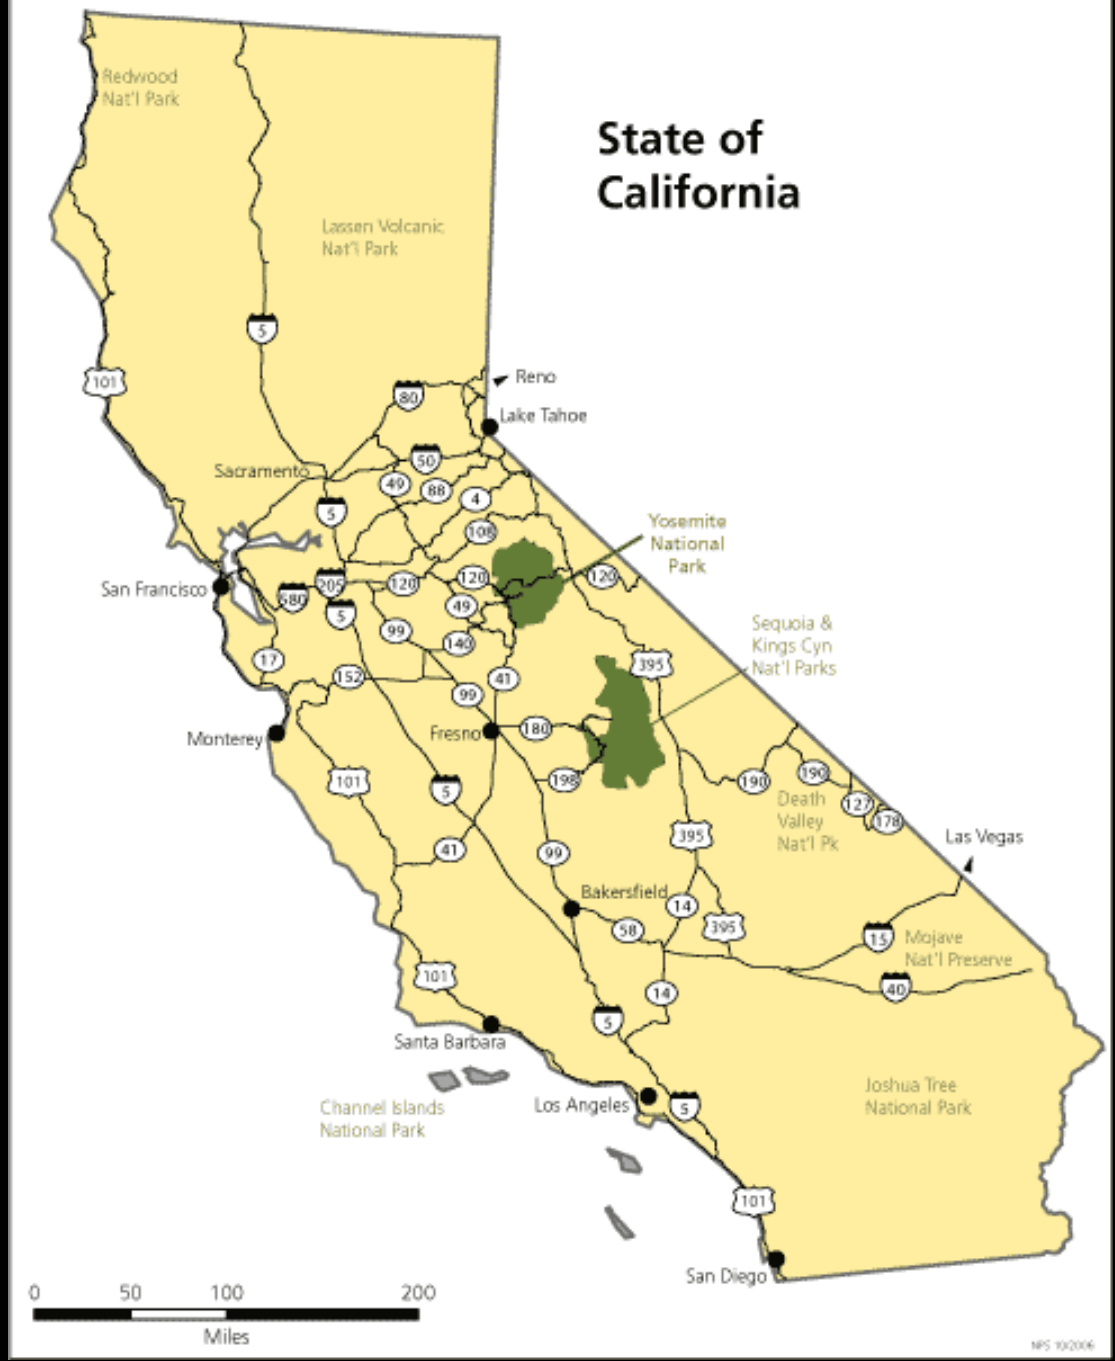 State of
California
Redwood
Nat'l Park
Lassen Volcanic
Nat'l Park
5
101
80
Reno
Lake Tahoe
Sacramento
50
49
88
4
5
108
Yosemite
National
Park
San Francisco
580
205
120
120
120
5
49
99
140
Sequoia &
Kings Cyn
Nat'l Parks
17
152
41
395
99
Monterey
Fresno
180
101
5
198
190
190
Death
Valley
Nat'l Pk
127
178
Las Vegas
41
99
395
Bakersfield
14
58
395
15
Mojave
Nat'l Preserve
101
14
40
5
Santa Barbara
Channel Islands
National Park
Los Angeles
5
Joshua Tree
National Park
101
San Diego
0 50 100 200
Miles
NPS 10/2006